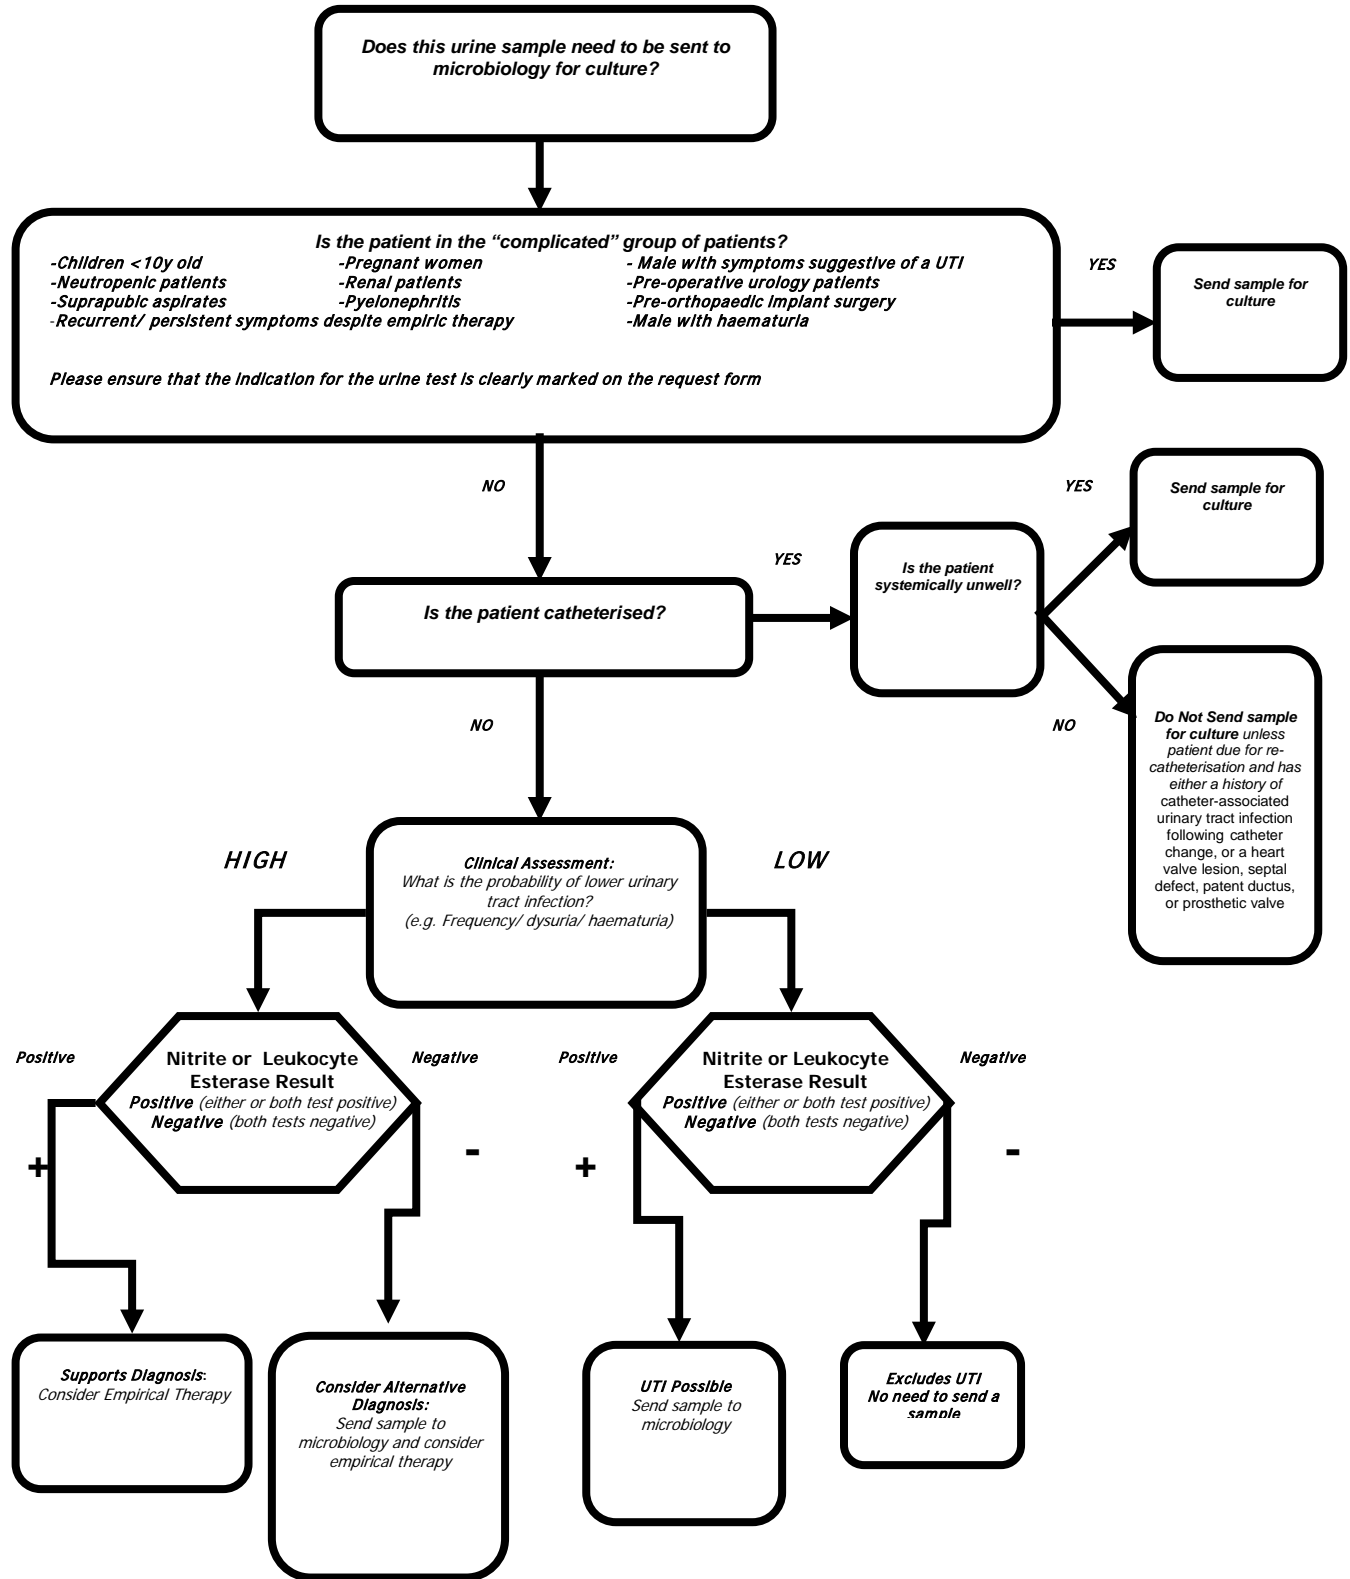 Does this urine sample need to be sent to
microbiology for culture?
Is the patient in the “complicated” group of patients?
-Children <10y old
-Pregnant women
- Male with symptoms suggestive of a UTI
-Neutropenic patients
-Renal patients
-Pre-operative urology patients
-Suprapubic aspirates
-Pyelonephritis
-Pre-orthopaedic implant surgery
-Recurrent/ persistent symptoms despite empiric therapy
-Male with haematuria
Please ensure that the indication for the urine test is clearly marked on the request form
YES
Send sample for
culture
NO
Is the patient catheterised?
YES
Is the patient
systemically unwell?
YES
Send sample for
culture
NO
Do Not Send sample
for culture unless
patient due for re-
catheterisation and has
either a history of
catheter-associated
urinary tract infection
following catheter
change, or a heart
valve lesion, septal
defect, patent ductus,
or prosthetic valve
NO
HIGH
Clinical Assessment:
What is the probability of lower urinary
tract infection?
(e.g. Frequency/ dysuria/ haematuria)
LOW
Positive
Nitrite or Leukocyte
Esterase Result
Positive (either or both test positive)
Negative (both tests negative)
Negative
+
-
Positive
Nitrite or Leukocyte
Esterase Result
Positive (either or both test positive)
Negative (both tests negative)
Negative
+
-
Supports Diagnosis:
Consider Empirical Therapy
Consider Alternative
Diagnosis:
Send sample to
microbiology and consider
empirical therapy
UTI Possible
Send sample to
microbiology
Excludes UTI
No need to send a
sample